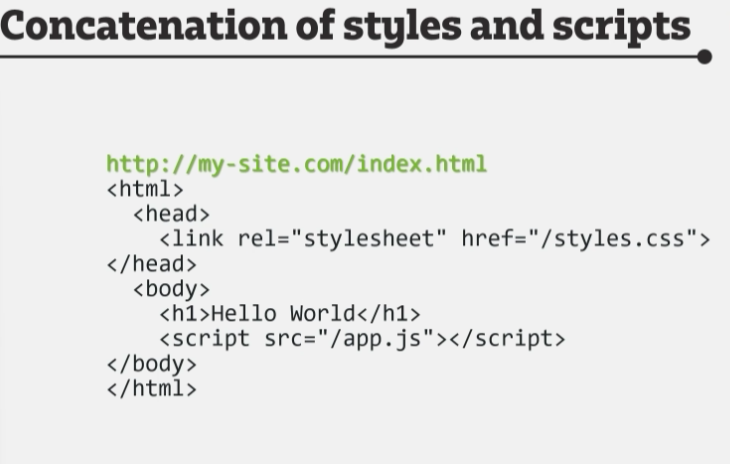 Concatenation of styles and scripts
http://my-site.com/index.html
<html>
  <head>
    <link rel="stylesheet" href="/styles.css">
</head>
  <body>
    <h1>Hello World</h1>
    <script src="/app.js"></script>
</body>
</html>